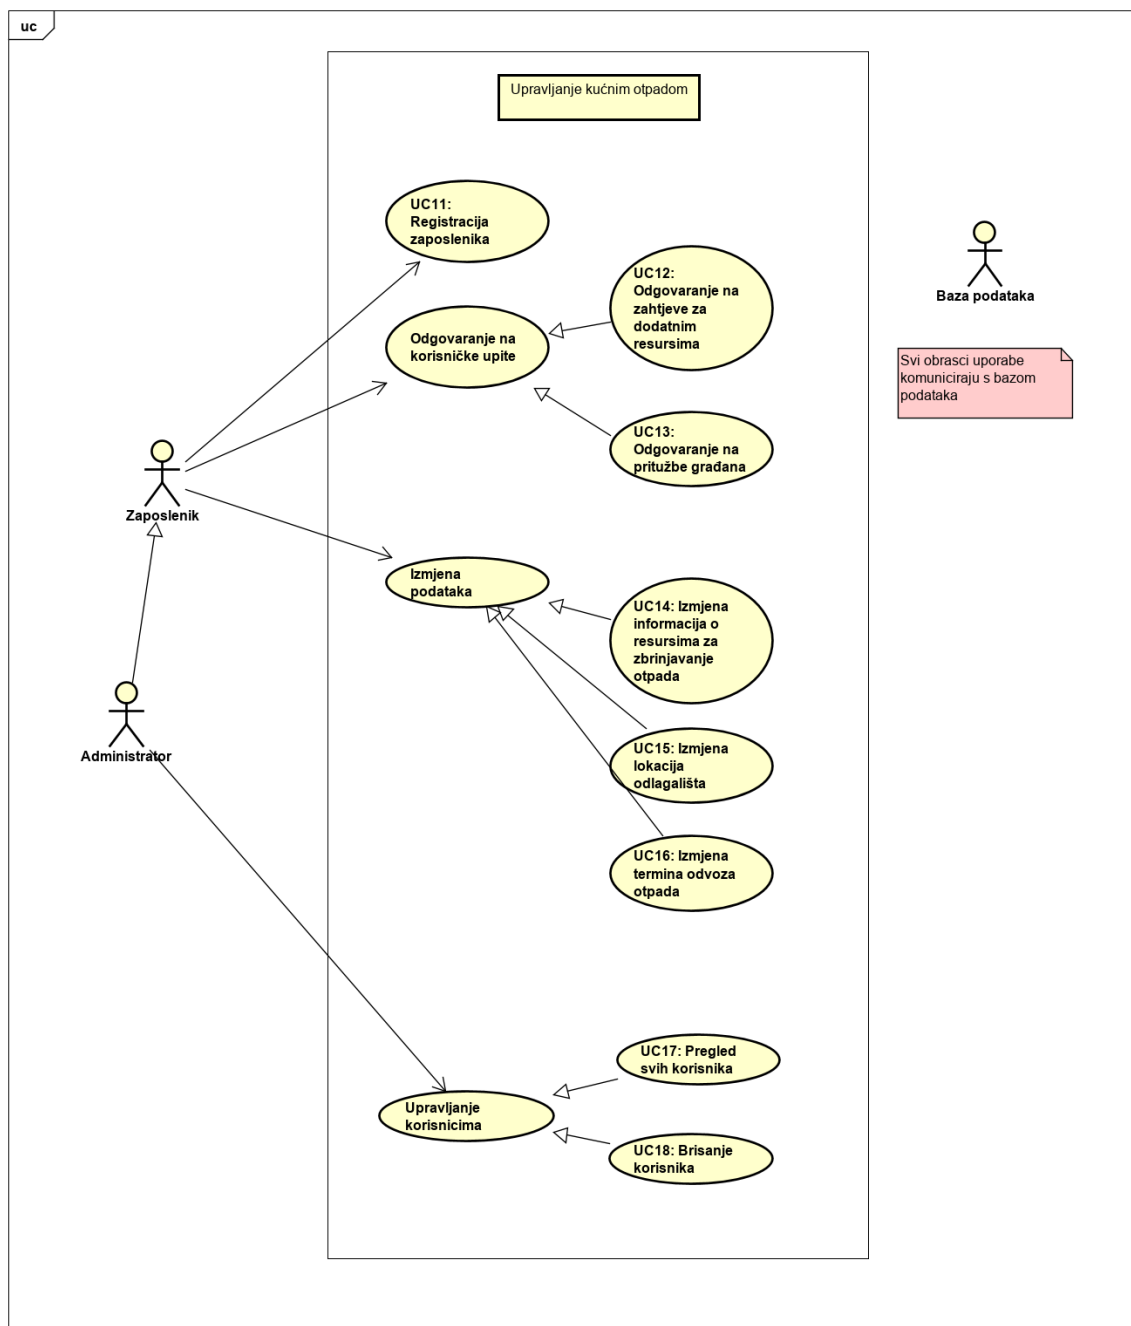 uc
Upravljanje kućnim otpadom
UC11:
Registracija
zaposlenika
UC12:
Odgovaranje na
zahtjeve za
dodatnim
resursima
Baza podataka
Odgovaranje na
korisničke upite
Svi obrasci uporabe
komuniciraju s bazom
podataka
UC13:
Odgovaranje na
pritužbe građana
Zaposlenik
Izmjena
podataka
UC14: Izmjena
informacija o
resursima za
zbrinjavanje
otpada
Administrator
UC15: Izmjena
lokacija
odlagališta
UC16: Izmjena
termina odvoza
otpada
UC17: Pregled
svih korisnika
Upravljanje
korisnicima
UC18: Brisanje
korisnika